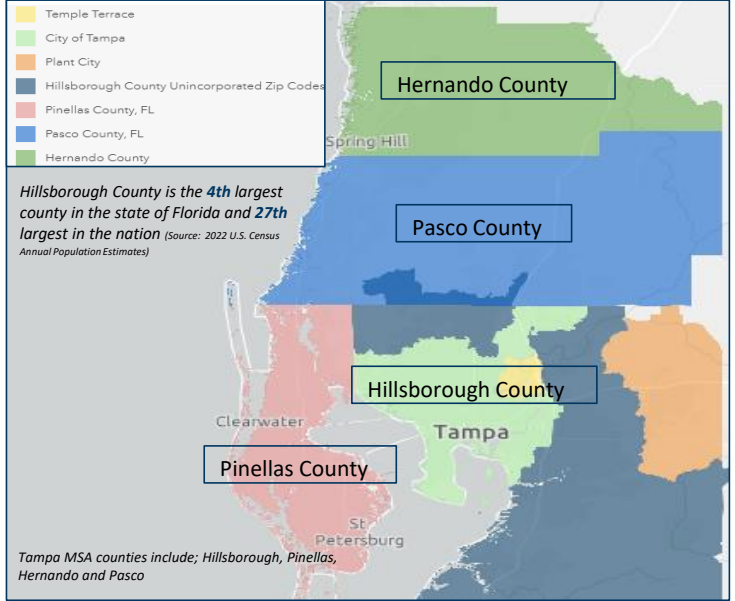 Temple Terrace
City of Tampa
Plant City
Hillsborough County Unincorporated Zip Codes
Pinellas County, FL
Pasco County, FL
Hernando County
Hernando County
Spring Hill
Hillsborough County is the 4th largest
county in the state of Florida and 27th
largest in the nation (Source: 2022 U.S. Census
Annual Population Estimates)
Pasco County
Hillsborough County
Clearwater
Tampa
Pinellas County
St
Petersburg
Tampa MSA counties include; Hillsborough, Pinellas,
Hernando and Pasco